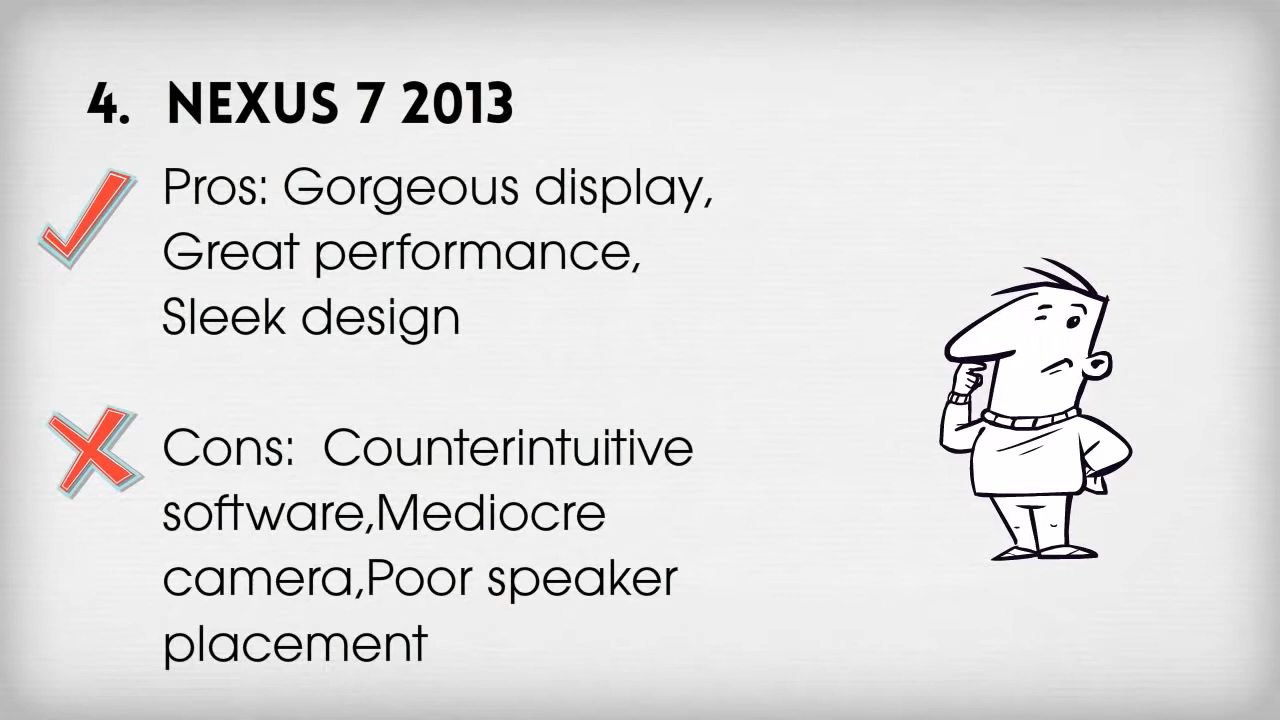 4. NEXUS 7 2013
Pros: Gorgeous display,
Great performance,
Sleek design
Cons: Counterintuitive
software,Mediocre
camera,Poor speaker
placement